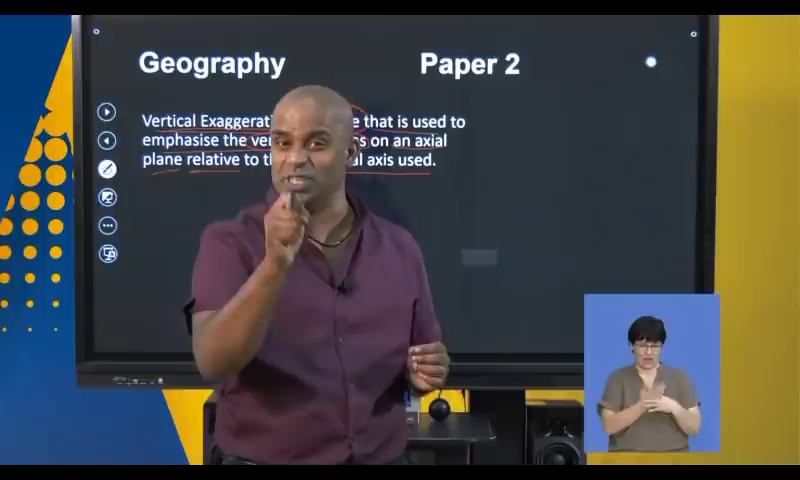 Geography Paper 2
Vertical Exaggerat e that is used to
emphasise the ve s on an axial
plane relative to t al axis used.